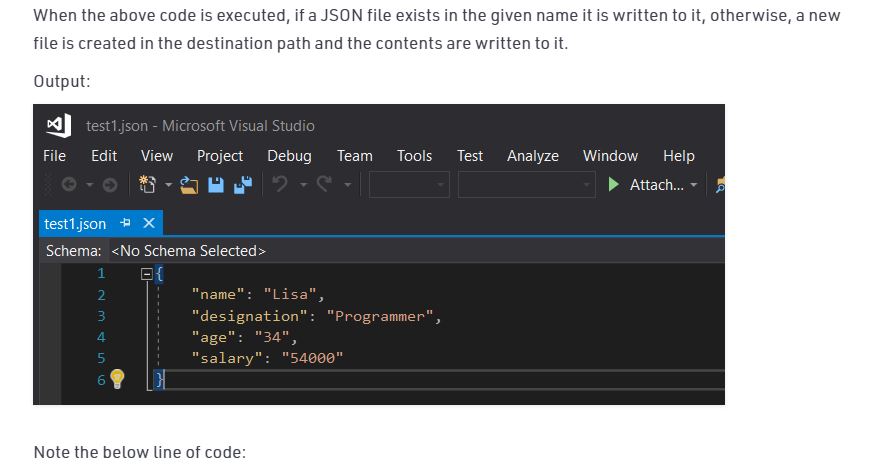 When the above code is executed, if a JSON file exists in the given name it is written to it, otherwise, a new
file is created in the destination path and the contents are written to it.
Output:
test1.json - Microsoft Visual Studio
File Edit View Project Debug Team Tools Test Analyze Window Help
Attach...
test1.json
Schema: <No Schema Selected>
1 {
2 "name": "Lisa",
3 "designation": "Programmer",
4 "age": "34",
5 "salary": "54000"
6 }
Note the below line of code: